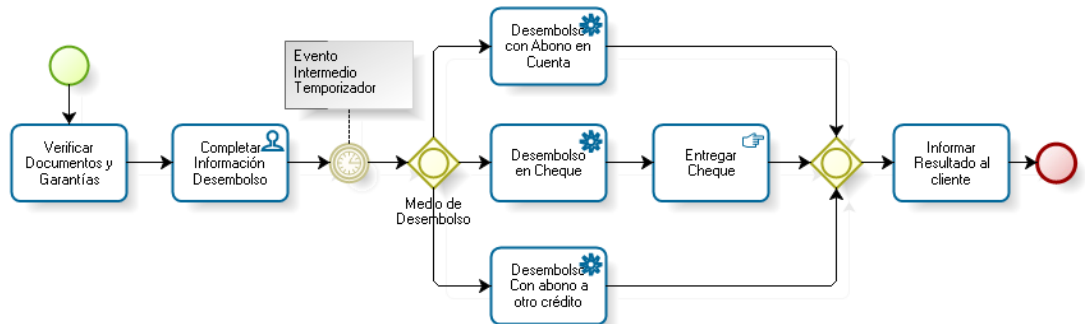 Verificar
Documentos y
Garantías
Completar
Información
Desembolso
Evento
Intermedio
Temporizador
Medio de
Desembolso
Desembolso
con Abono en
Cuenta
Desembolso
en Cheque
Entregar
Cheque
Desembolso
Con abono a
otro crédito
Informar
Resultado al
cliente